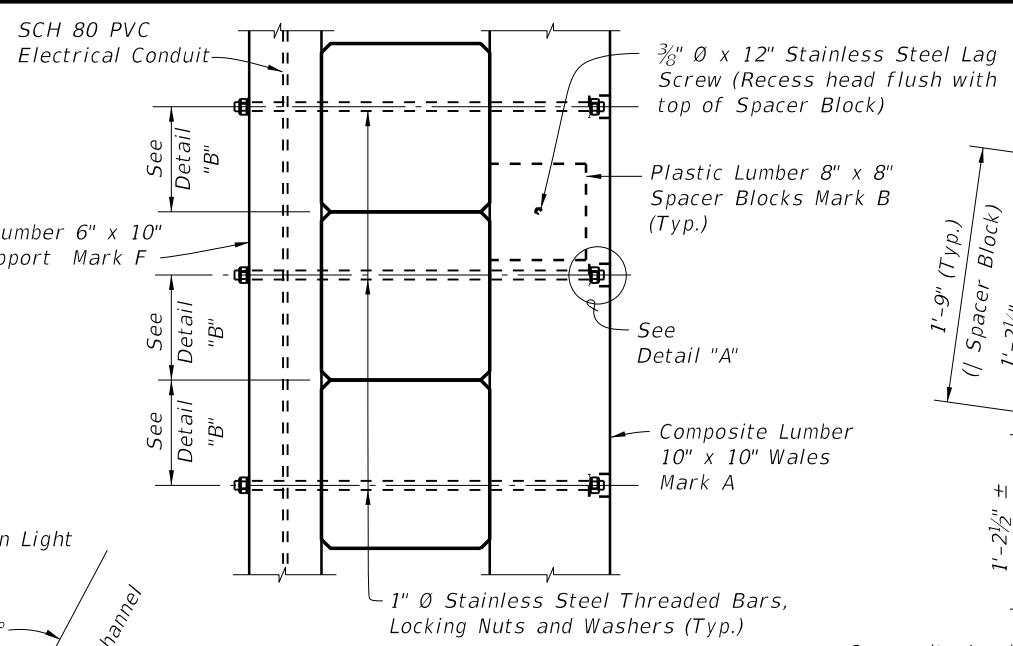 SCH 80 PVC
Electrical Conduit
⅜" Ø x 12" Stainless Steel Lag
Screw (Recess head flush with
top of Spacer Block)
See
Detail
"B"
Plastic Lumber 8" x 8"
Spacer Blocks Mark B
(Typ.)
umber 6" x 10"
pport Mark F
See
Detail
"B"
See
Detail "A"
See
Detail
"B"
Composite Lumber
10" x 10" Wales
Mark A
1" Ø Stainless Steel Threaded Bars,
Locking Nuts and Washers (Typ.)
n Light
hannel
1'-9" (Typ.)
(| Spacer Block)
1'-2½" ±